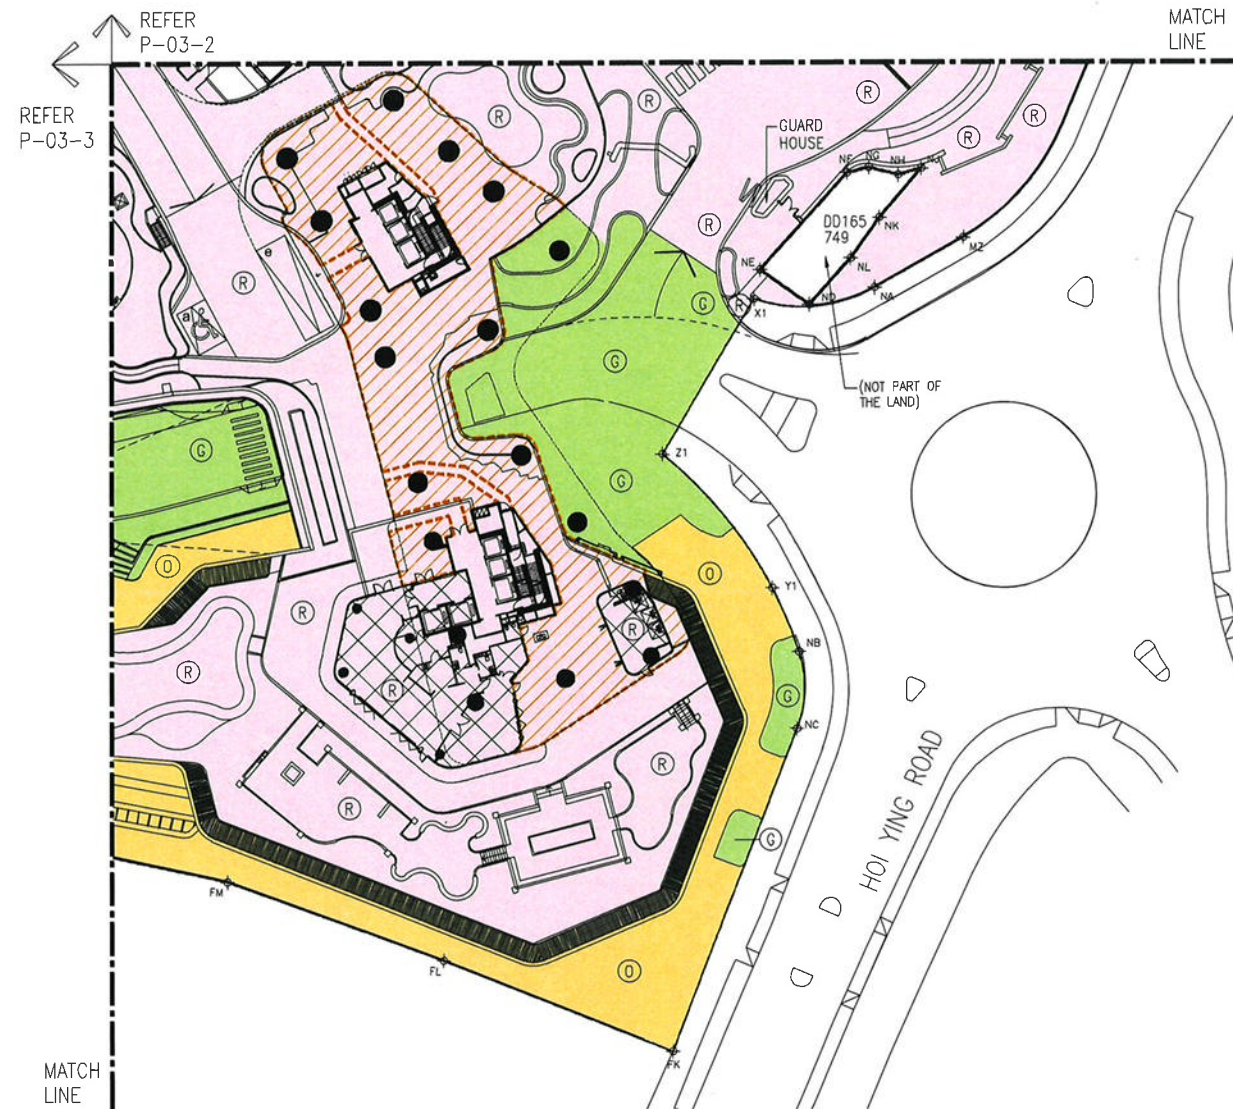 REFER
P-03-2
MATCH
LINE
REFER
P-03-3
R
R
R
R
R
GUARD
HOUSE
NF
NG
NH
NJ
DD165
749
NK
R
MZ
e
NE
NL
R
NA
G
R
X1
ND
a
G
(NOT PART OF
THE LAND)
G
Z1
G
O
O
Y1
R
R
NB
R
R
G
NC
R
HOI YING ROAD
R
G
FM
FL
O
FK
MATCH
LINE